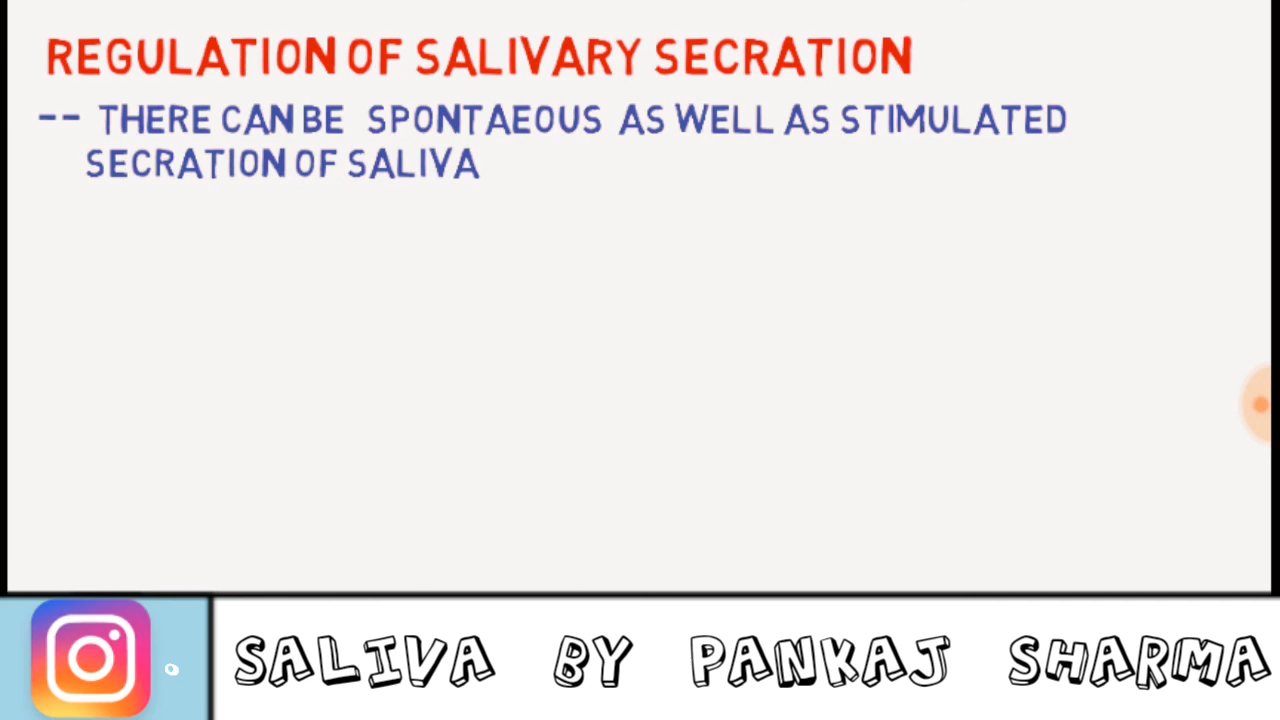 REGULATION OF SALIVARY SECRATION
-- THERE CAN BE SPONTAEOUS AS WELL AS STIMULATED
SECRATION OF SALIVA
SALIVA BY PANKAJ SHARMA